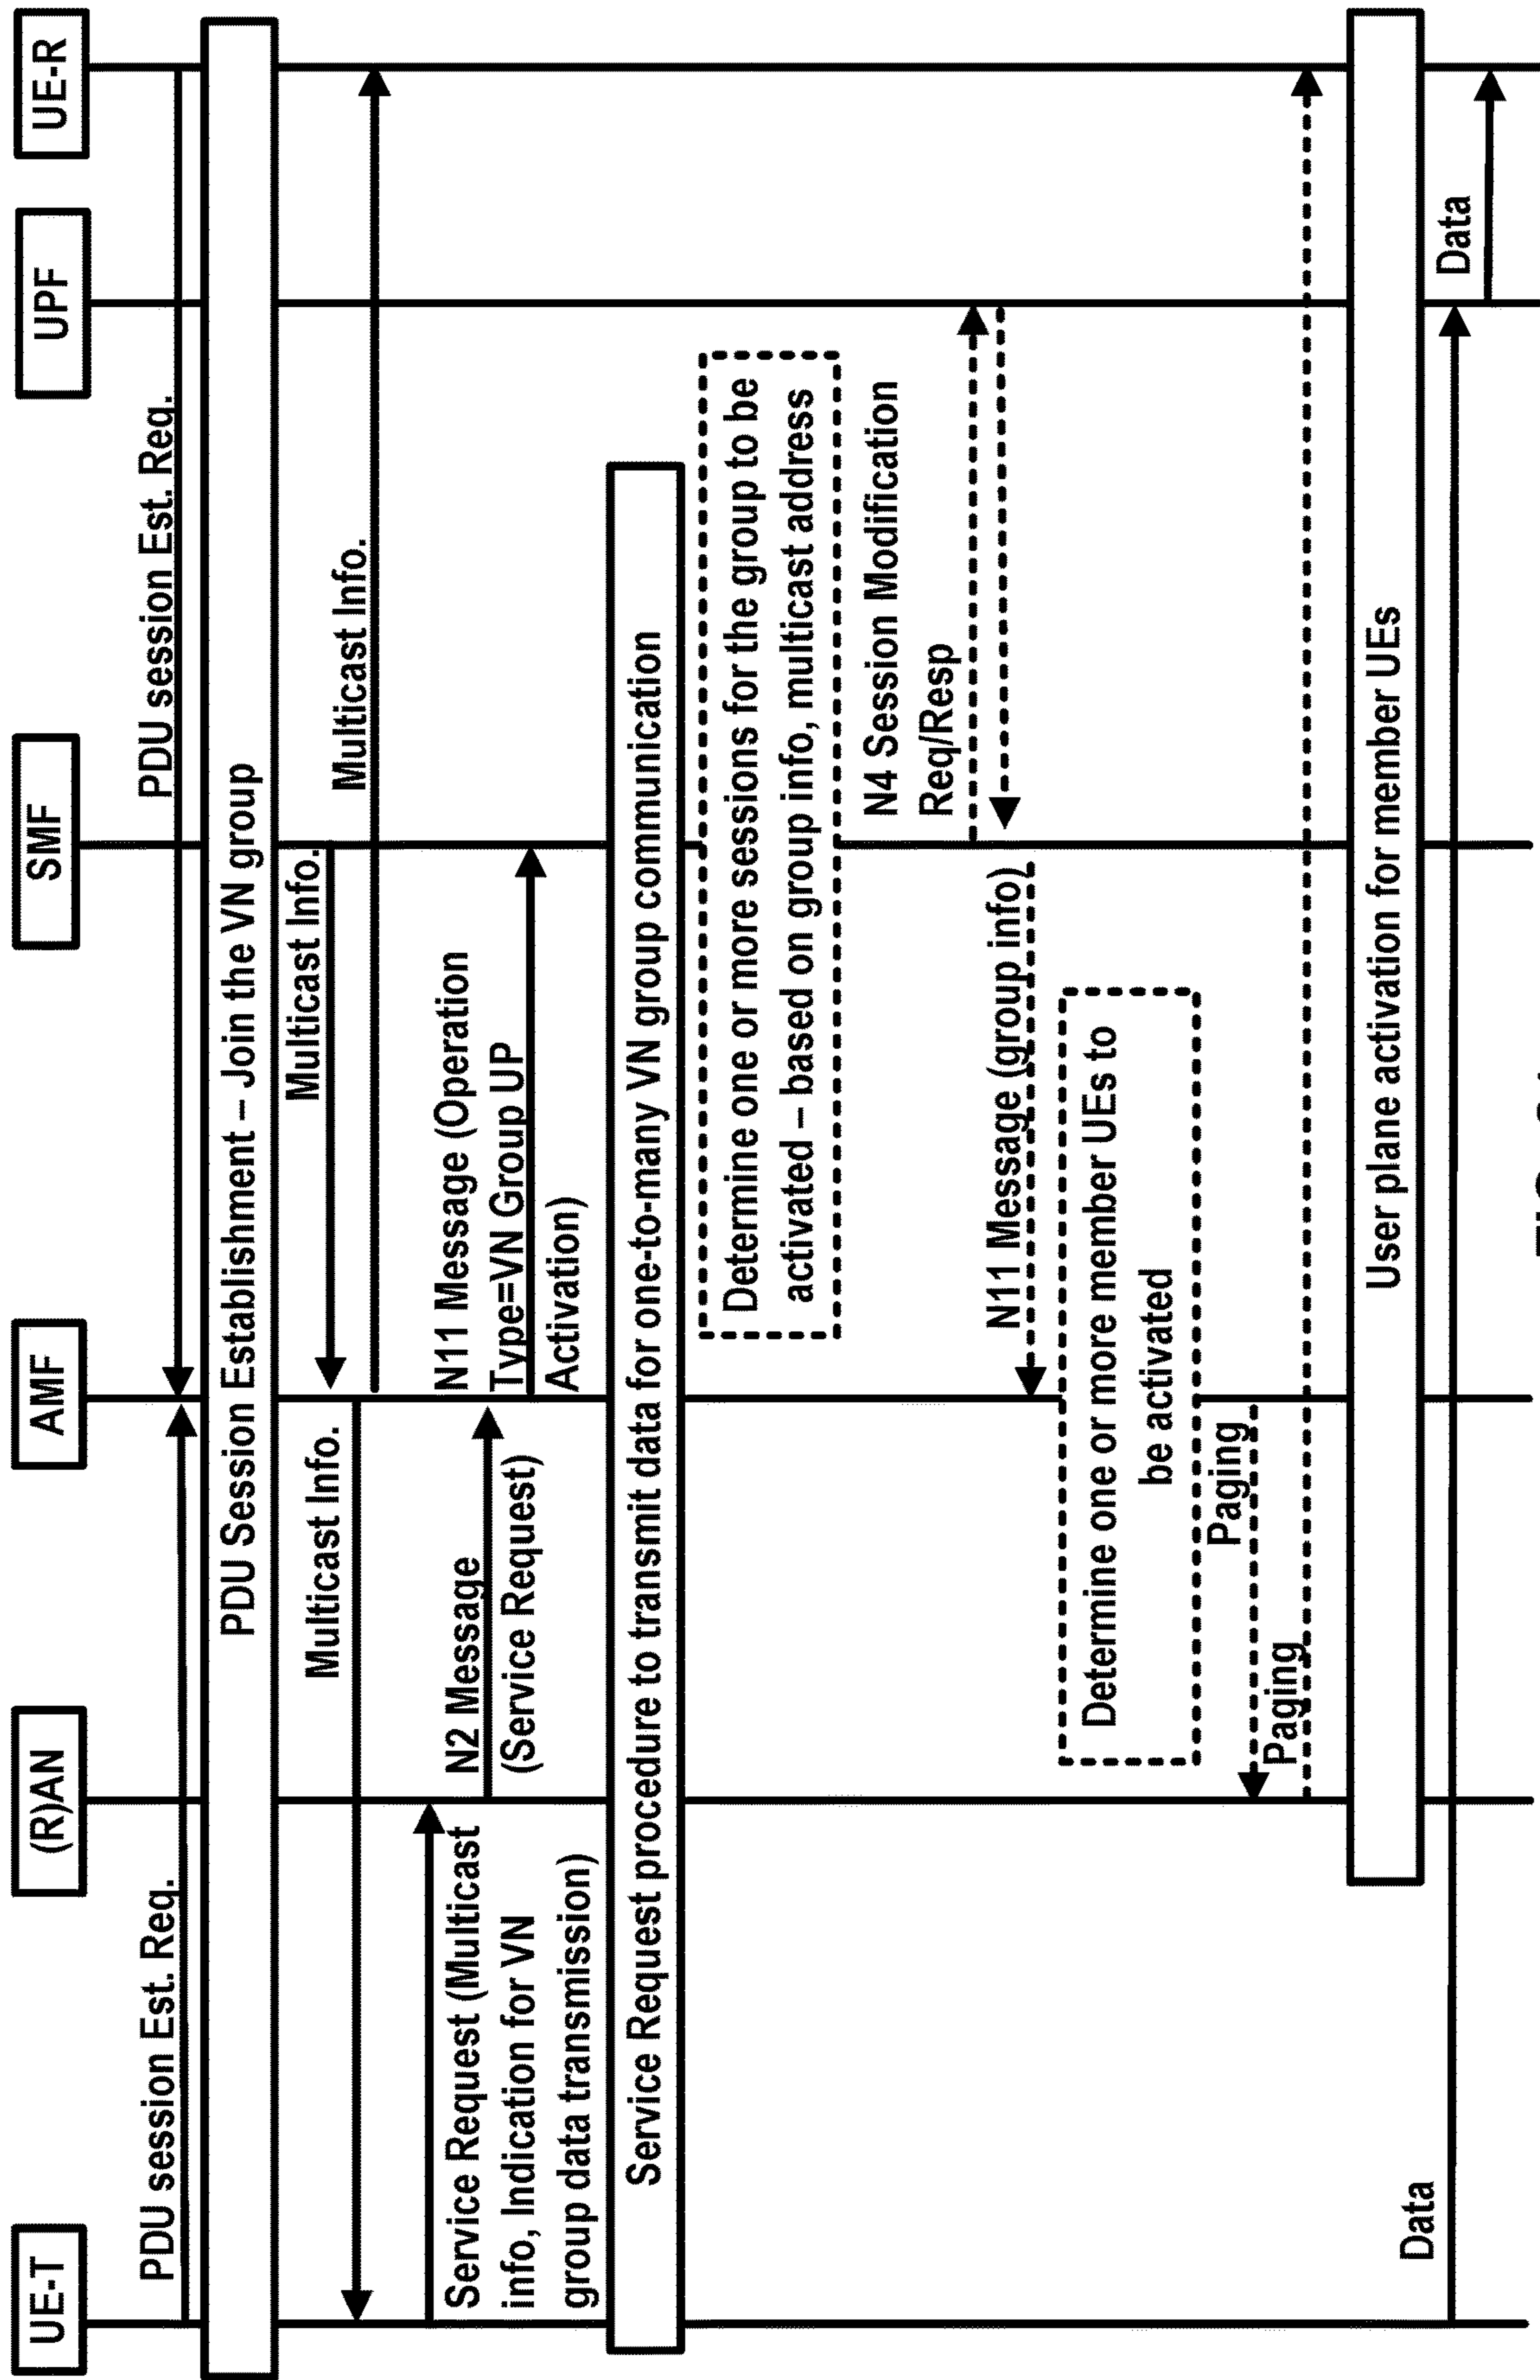 UE-T
(R)AN
AMF
SMF
UPF
UE-R
PDU session Est. Req.
PDU session Est. Req.
PDU Session Establishment – Join the VN group
Multicast Info.
Multicast Info.
Multicast Info.
Service Request (Multicast
info, Indication for VN
group data transmission)
N2 Message
(Service Request)
N11 Message (Operation
Type=VN Group UP
Activation)
Service Request procedure to transmit data for one-to-many VN group communication
Determine one or more sessions for the group to be
activated – based on group info, multicast address
N4 Session Modification
Req/Resp
N11 Message (group info)
Determine one or more member UEs to
be activated
Paging
Paging
User plane activation for member UEs
Data
Data